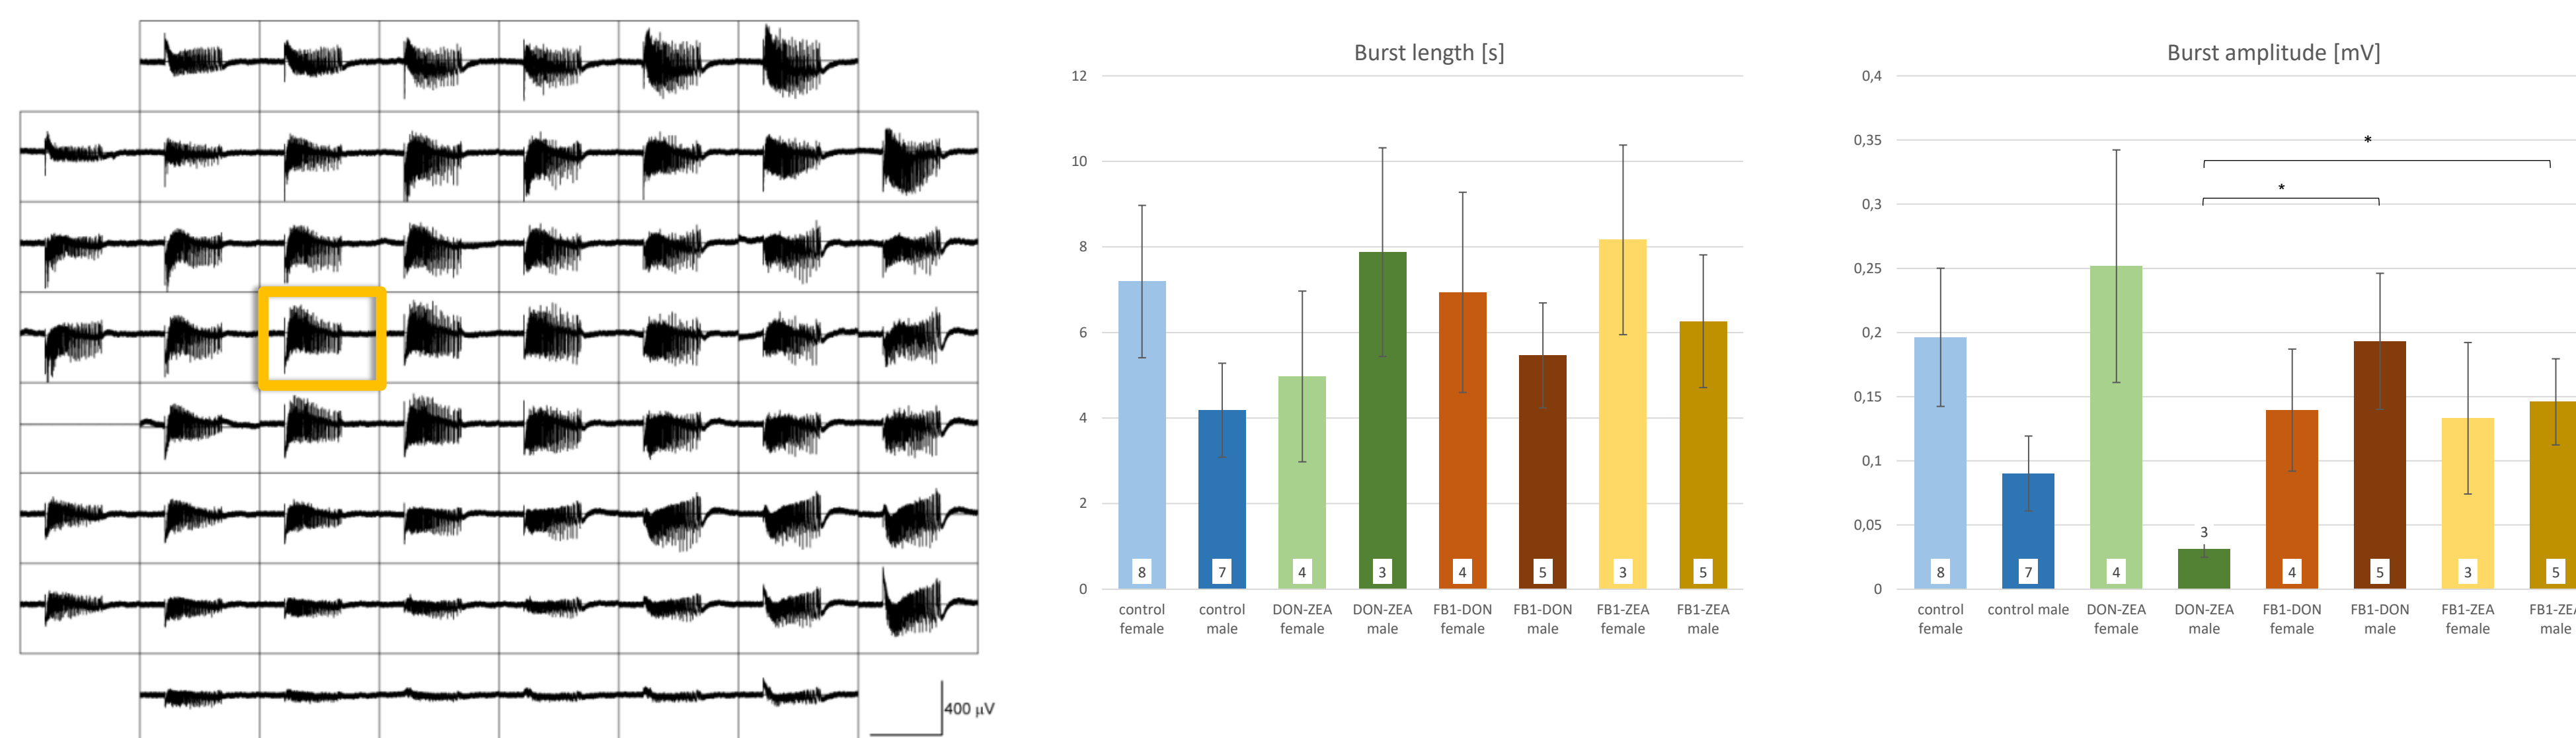 400 µV
Burst length [s]
12
10
8
6
4
2
0
8 7 4 3 4 5 3 5
control female
control male
DON-ZEA female
DON-ZEA male
FB1-DON female
FB1-DON male
FB1-ZEA female
FB1-ZEA male
Burst amplitude [mV]
0,4
0,35
0,3
0,25
0,2
0,15
0,1
0,05
0
*
*
8 7 4 3 4 5 3 5
control female
control male
DON-ZEA female
DON-ZEA male
FB1-DON female
FB1-DON male
FB1-ZEA female
FB1-ZEA male